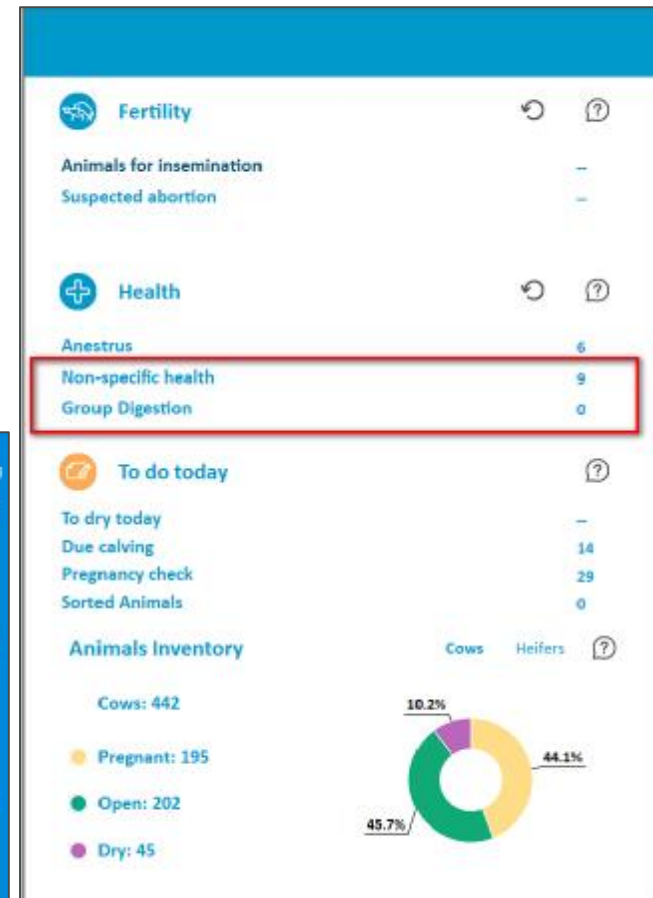 Fertility
Animals for insemination --
Suspected abortion --
Health
Anestrus 6
Non-specific health 9
Group Digestion 0
To do today
To dry today --
Due calving 14
Pregnancy check 29
Sorted Animals 0
Animals Inventory Cows Heifers
Cows: 442
Pregnant: 195
Open: 202
Dry: 45
10.2%
44.1%
45.7%